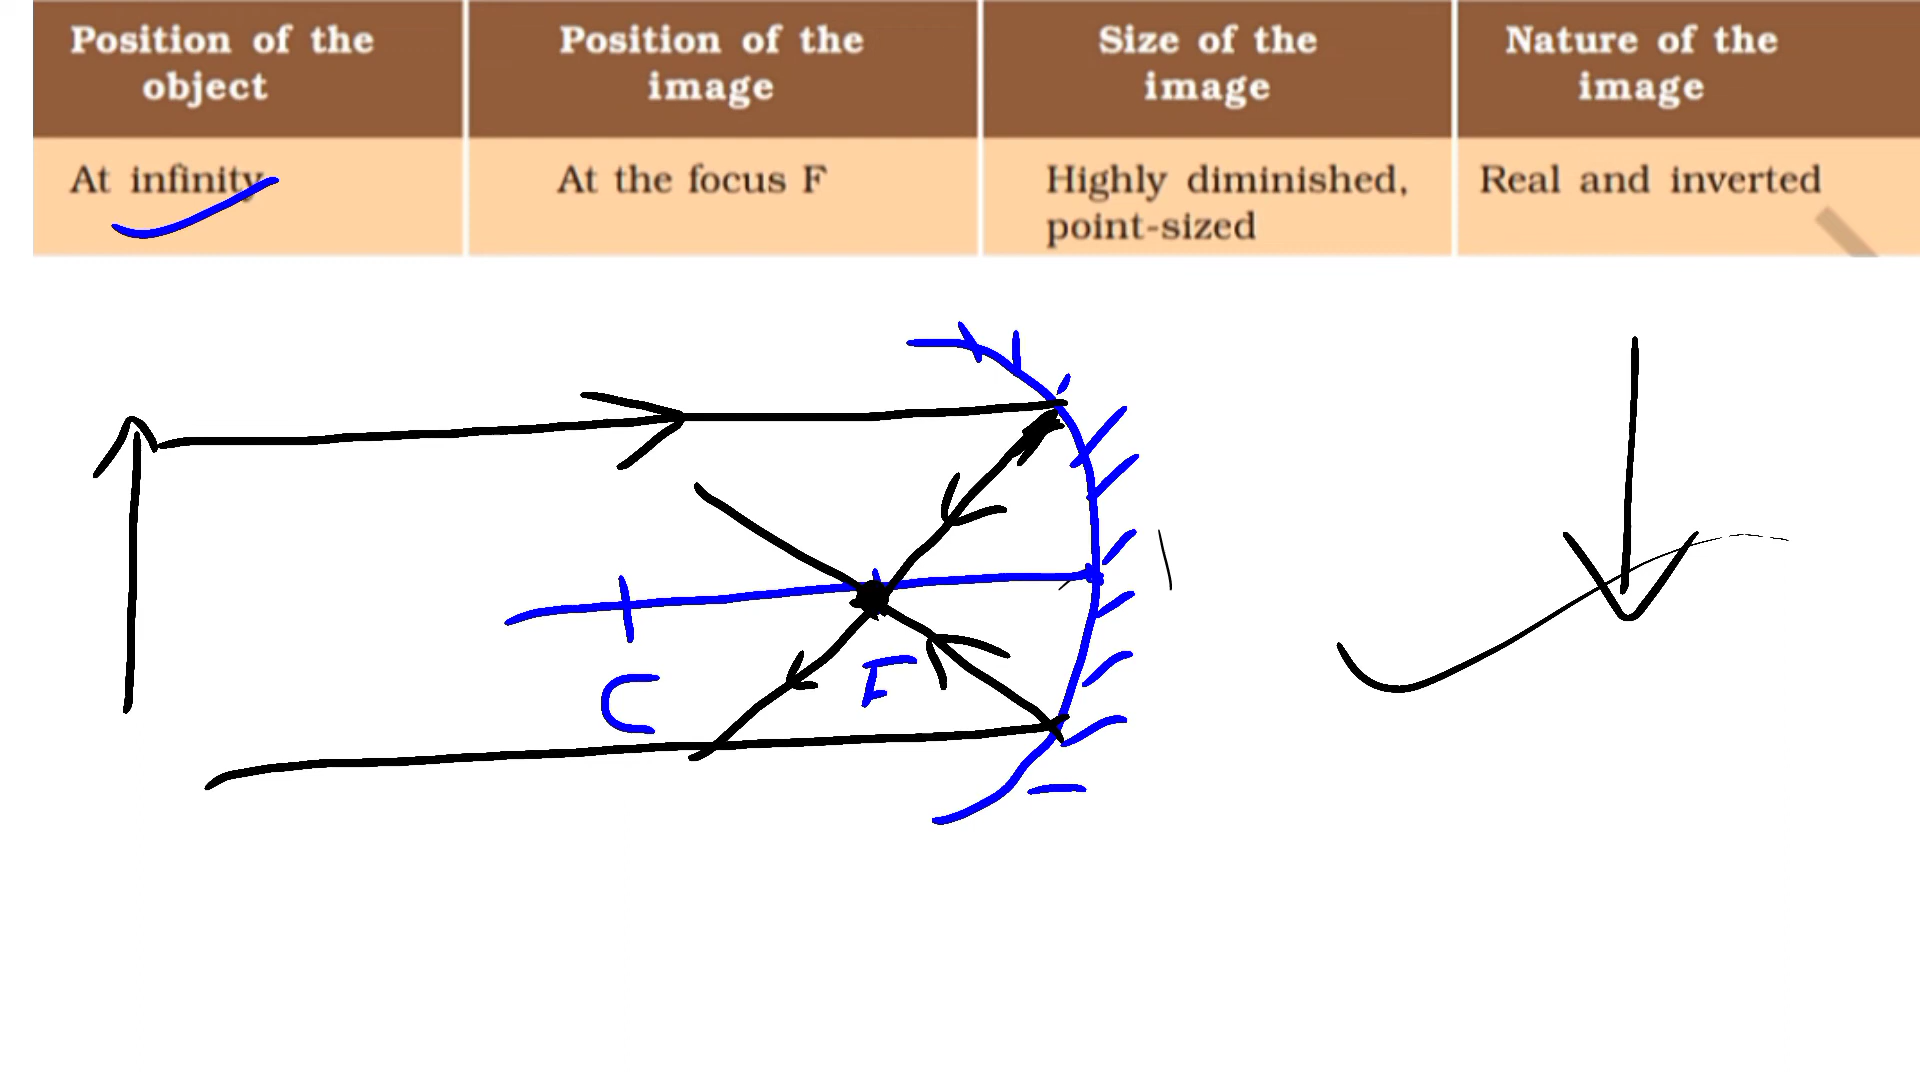 Position of the
object
Position of the
image
Size of the
image
Nature of the
image
At infinity
At the focus F
Highly diminished,
point-sized
Real and inverted
C
F